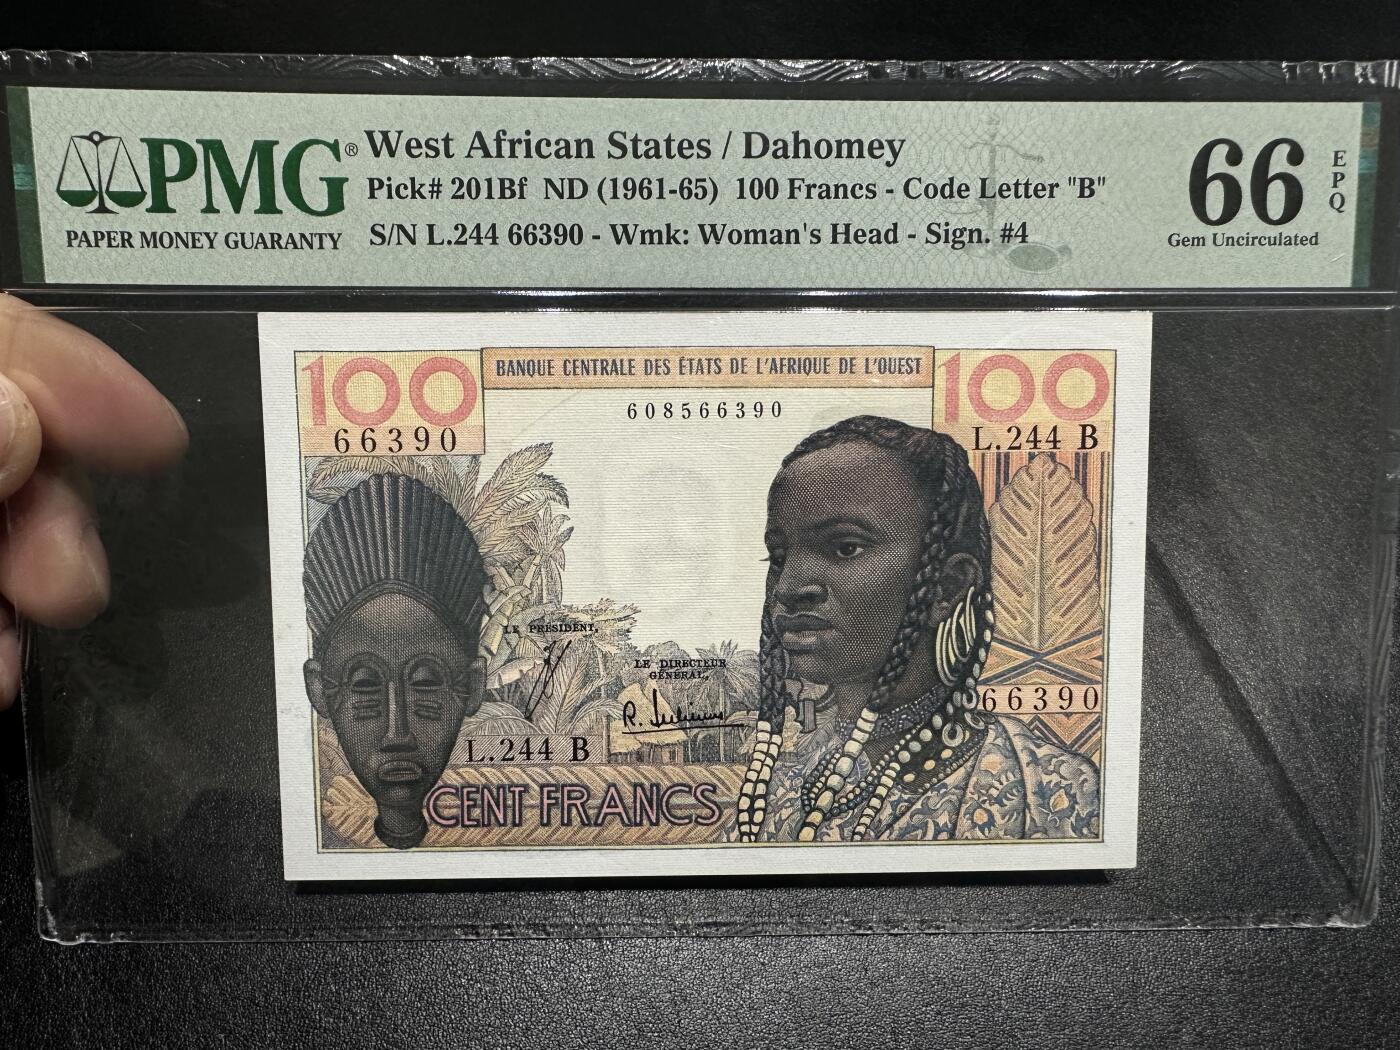 PMG®
PAPER MONEY GUARANTY
West African States / Dahomey
Pick# 201Bf ND (1961-65) 100 Francs - Code Letter "B"
S/N L.244 66390 - Wmk: Woman's Head - Sign. #4
66
EPQ
Gem Uncirculated
100
BANQUE CENTRALE DES ÉTATS DE L'AFRIQUE DE L'OUEST
100
608566390
66390
L.244 B
LE PRÉSIDENT,
LE DIRECTEUR
GÉNÉRAL,
66390
L.244 B
CENT FRANCS